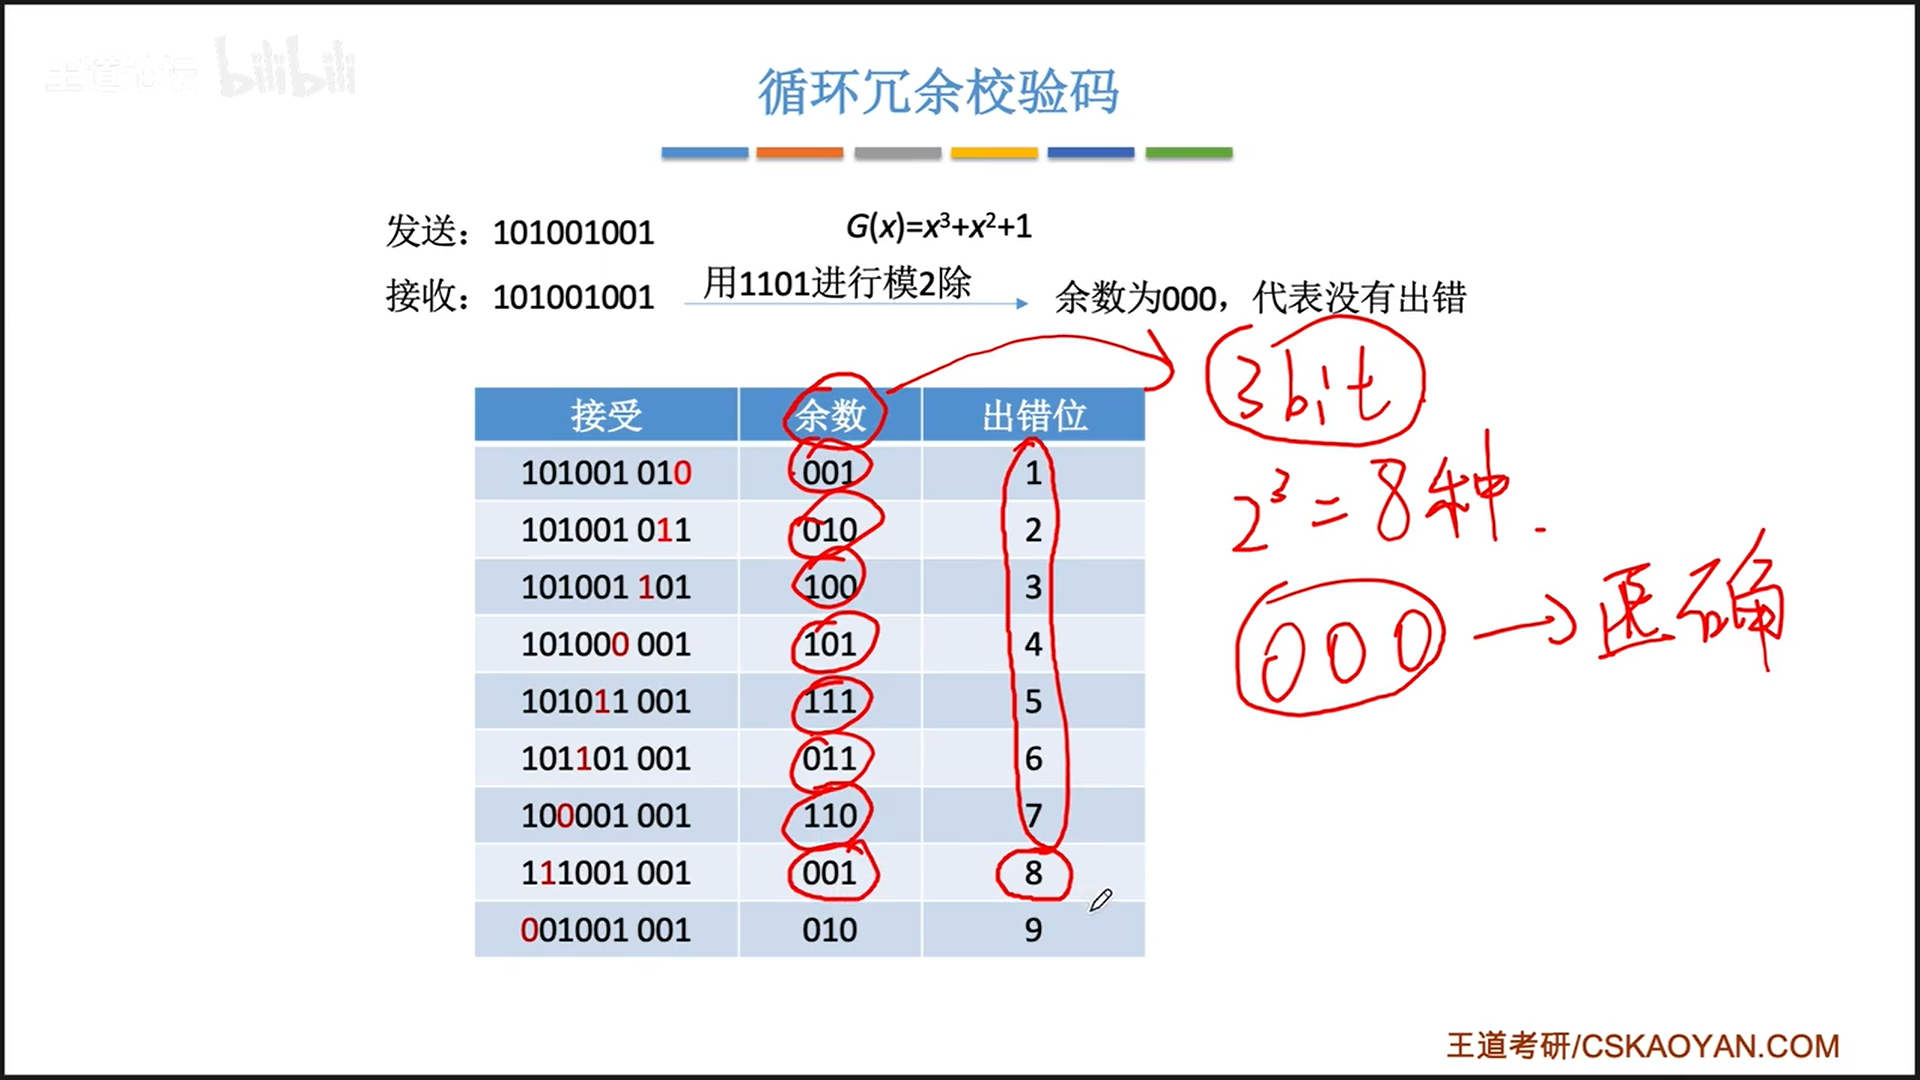 王道论坛 bilibili
循环冗余校验码
发送：101001001
G(x)=x³+x²+1
接收：101001001
用1101进行模2除
余数为000，代表没有出错
3bit
2³=8种.
000→正确
接受 余数 出错位
101001 010 001 1
101001 011 010 2
101001 101 100 3
101000 001 101 4
101011 001 111 5
101101 001 011 6
100001 001 110 7
111001 001 001 8
001001 001 010 9
王道考研/CSKAOYAN.COM